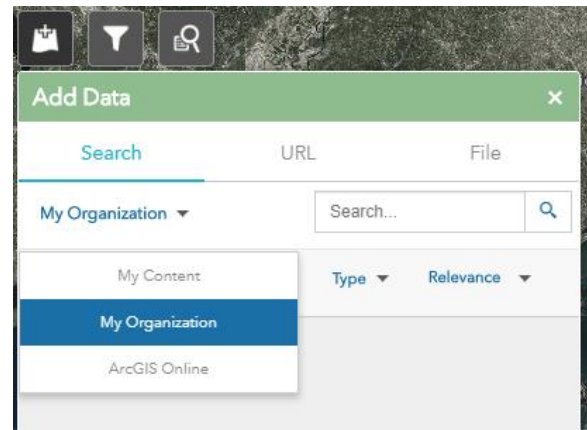 Add Data ×
Search URL File
My Organization Search...
My Content Type Relevance
My Organization
ArcGIS Online